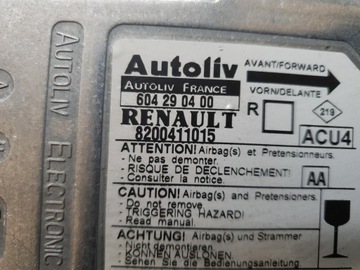 AUTOLIV ELECTRONIC
Autoliv
AUTOLIV FRANCE
604 29 04 00
RENAULT
8200411015
AVANT/FORWARD
VORN/DELANTE
R
219
ACU4
ATTENTION! Airbag(s) et Pretensionneurs.
- Ne pas demonter.
- RISQUE DE DECLENCHEMENT!
- Consulter la notice.
AA
CAUTION! Airbag(s) and Pretensioners
- Do not remove
- TRIGGERING HAZARD!
- Read manual
ACHTUNG! Airbag(s) und Strammer
- Nicht demontieren.
- KÖNNEN AUSLÖSEN
- Sehen Sie die Bedienungsanleitung